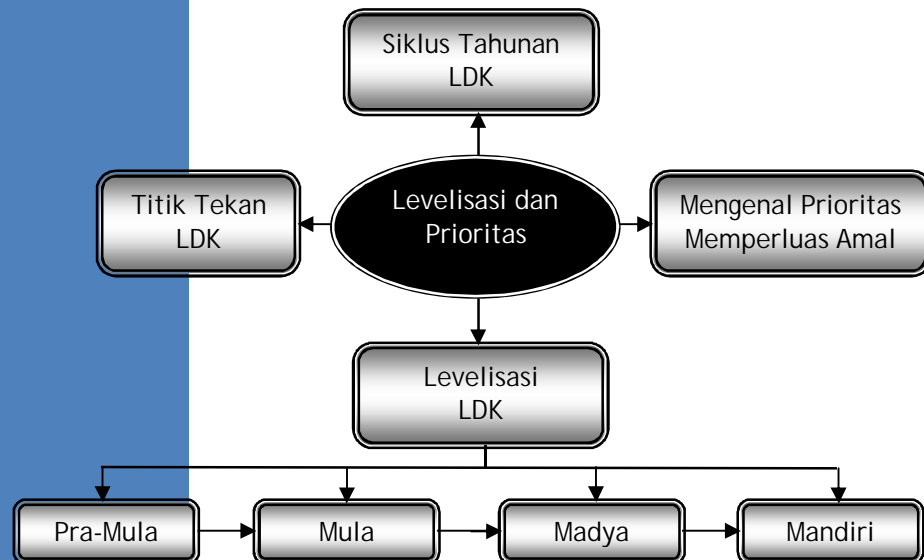 Siklus Tahunan
LDK
Titik Tekan
LDK
Levelisasi dan
Prioritas
Mengenal Prioritas
Memperluas Amal
Levelisasi
LDK
Pra-Mula
Mula
Madya
Mandiri